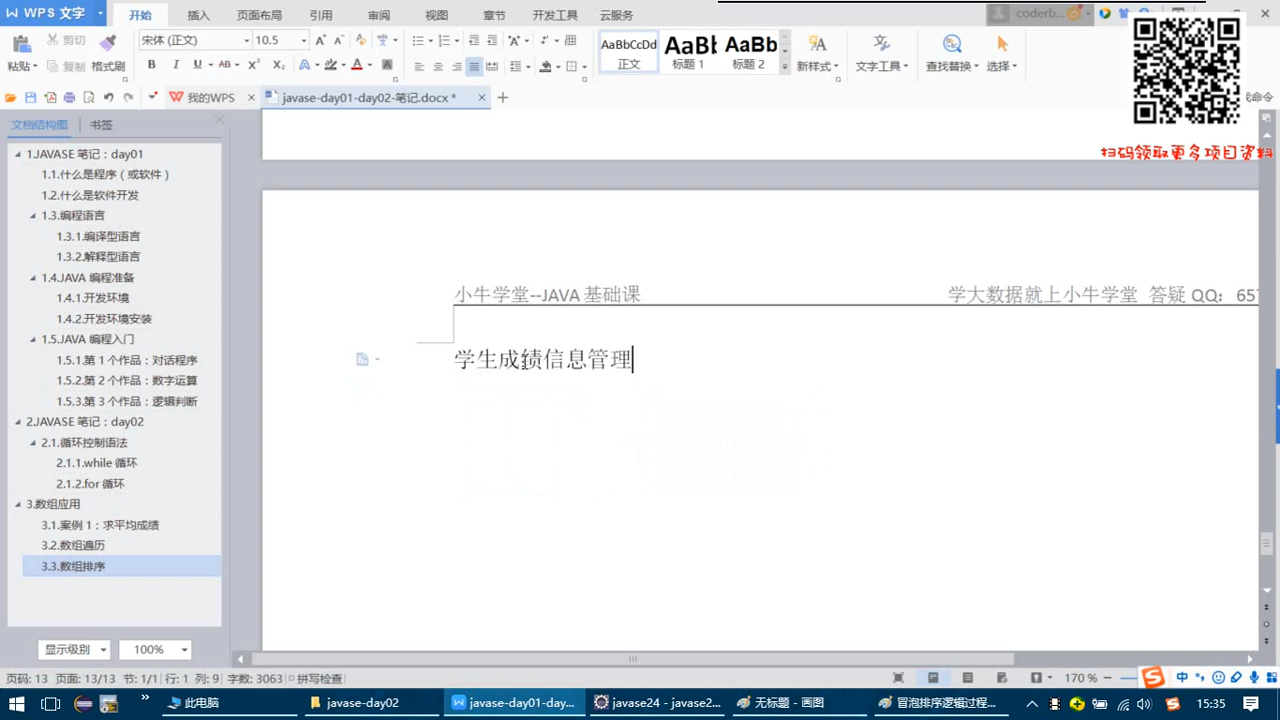 WPS 文字
开始
插入
页面布局
引用
审阅
视图
章节
开发工具
云服务
粘贴
剪切
复制
格式刷
宋体 (正文)
10.5
AaBbCcDd
正文
AaBb
标题 1
AaBb
标题 2
新样式
文字工具
查找替换
选择
我的WPS
javase-day01-day02-笔记.docx *
找命令
扫码领取更多项目资料
文档结构图
书签
1.JAVASE 笔记：day01
1.1.什么是程序（或软件）
1.2.什么是软件开发
1.3.编程语言
1.3.1.编译型语言
1.3.2.解释型语言
1.4.JAVA 编程准备
1.4.1.开发环境
1.4.2.开发环境安装
1.5.JAVA 编程入门
1.5.1.第 1 个作品：对话程序
1.5.2.第 2 个作品：数字运算
1.5.3.第 3 个作品：逻辑判断
2.JAVASE 笔记：day02
2.1.循环控制语法
2.1.1.while 循环
2.1.2.for 循环
3.数组应用
3.1.案例 1：求平均成绩
3.2.数组遍历
3.3.数组排序
显示级别
100%
小牛学堂--JAVA 基础课
学大数据就上小牛学堂 答疑 QQ：657
学生成绩信息管理
页码: 13 页面: 13/13 节: 1/1 行: 1 列: 9 字数: 3063 拼写检查
170 %
中
此电脑
javase-day02
javase-day01-day...
javase24 - javase2...
无标题 - 画图
冒泡排序逻辑过程...
中
15:35